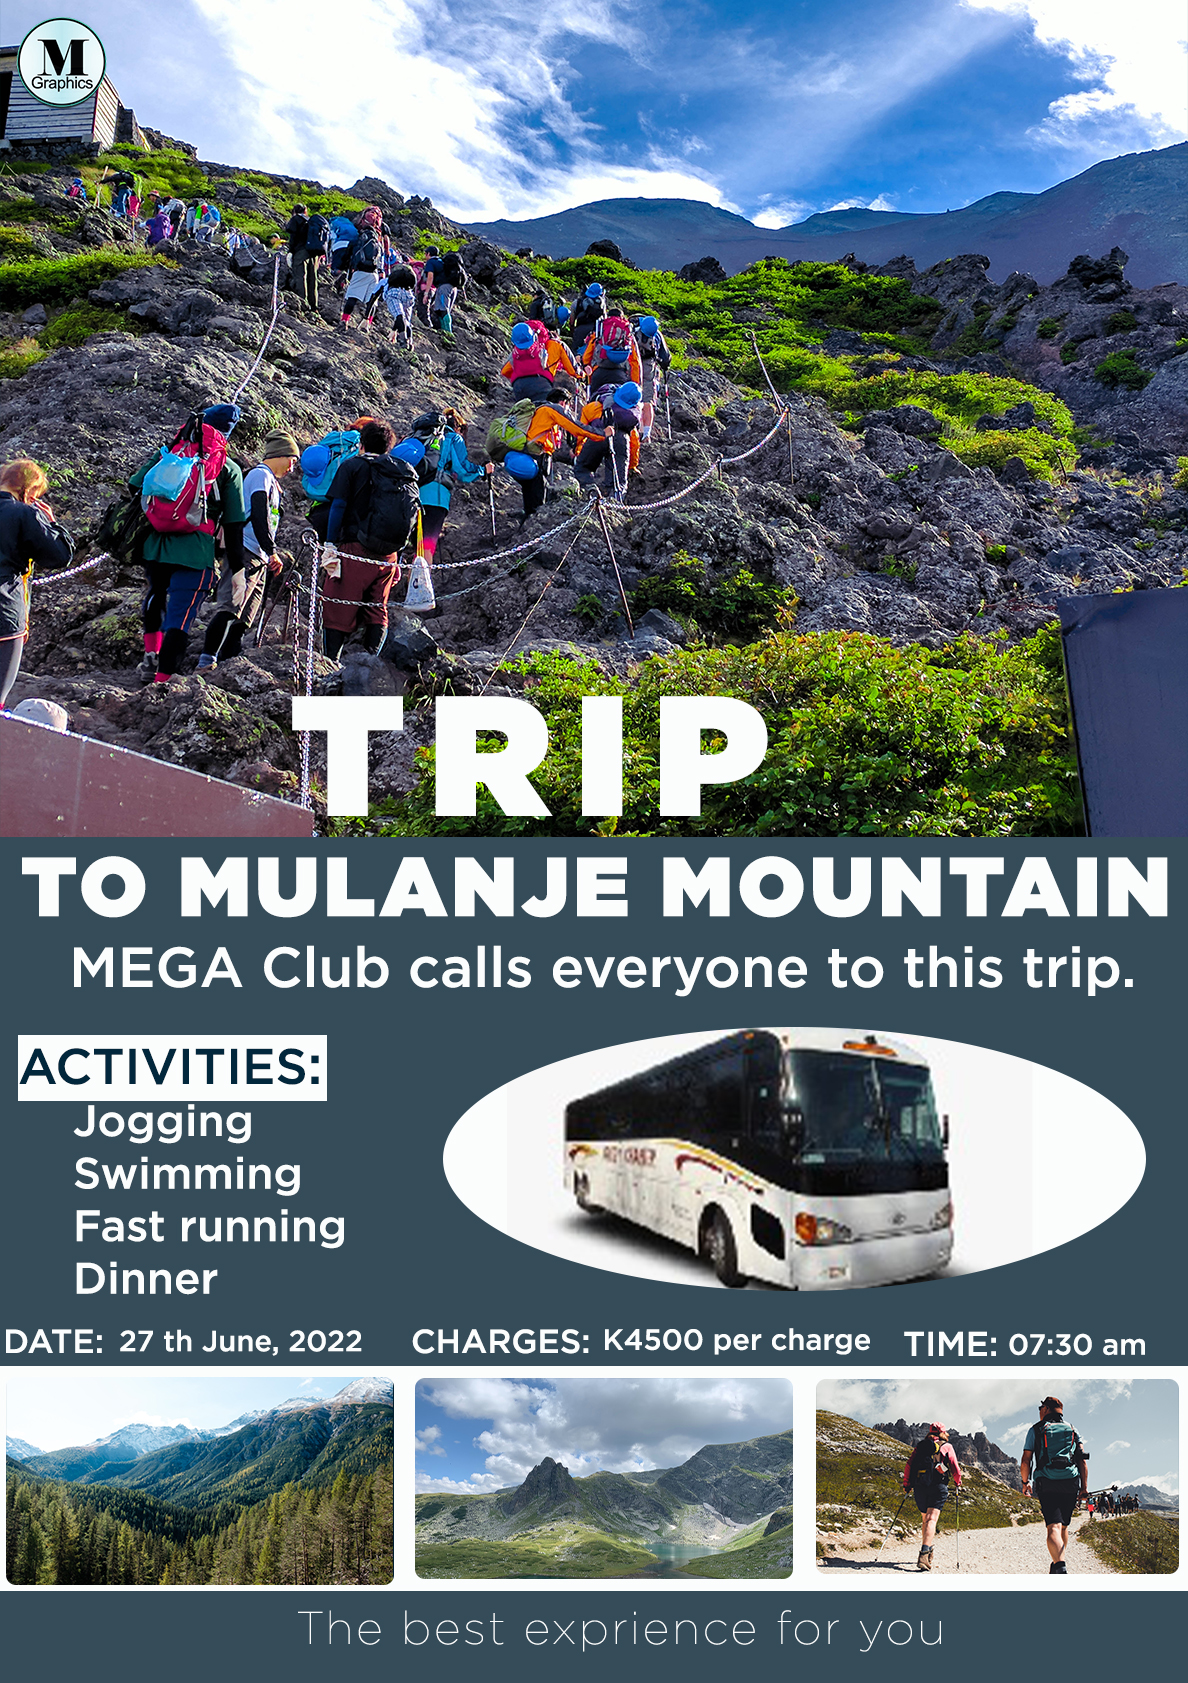 M
Graphics
TRIP
TO MULANJE MOUNTAIN
MEGA Club calls everyone to this trip.
ACTIVITIES:
Jogging
Swimming
Fast running
Dinner
DATE: 27 th June, 2022 CHARGES: K4500 per charge TIME: 07:30 am
The best exprience for you